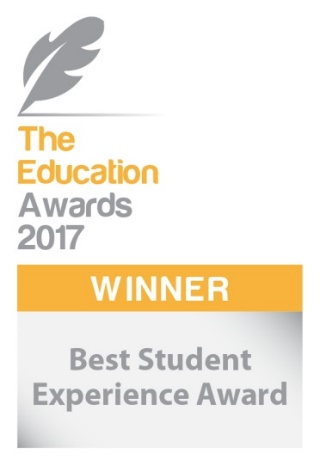 The
Education
Awards
2017
WINNER
Best Student
Experience Award